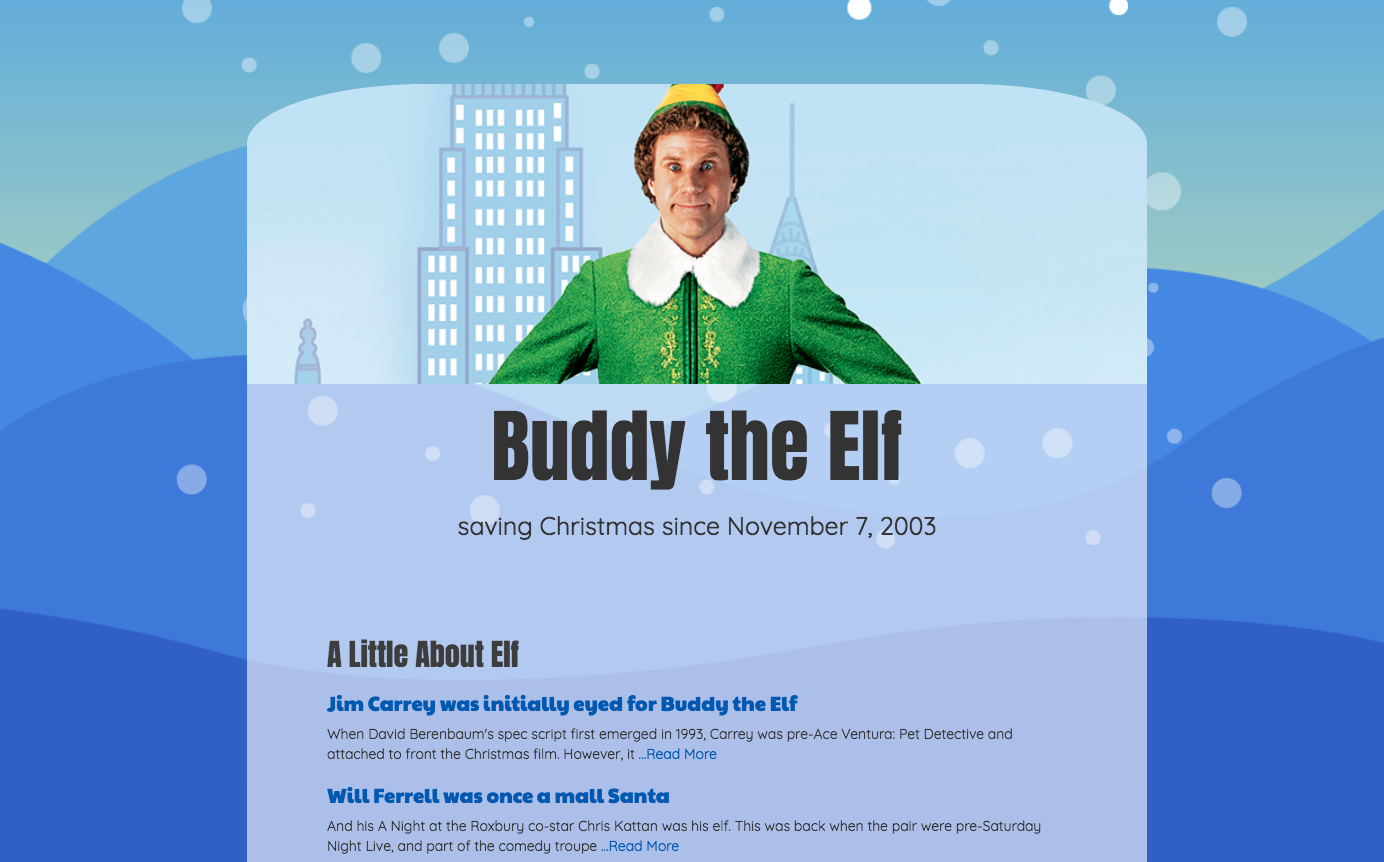 Buddy the Elf
saving Christmas since November 7, 2003
A Little About Elf
Jim Carrey was initially eyed for Buddy the Elf
When David Berenbaum's spec script first emerged in 1993, Carrey was pre-Ace Ventura: Pet Detective and
attached to front the Christmas film. However, it ...Read More
Will Ferrell was once a mall Santa
And his A Night at the Roxbury co-star Chris Kattan was his elf. This was back when the pair were pre-Saturday
Night Live, and part of the comedy troupe ...Read More